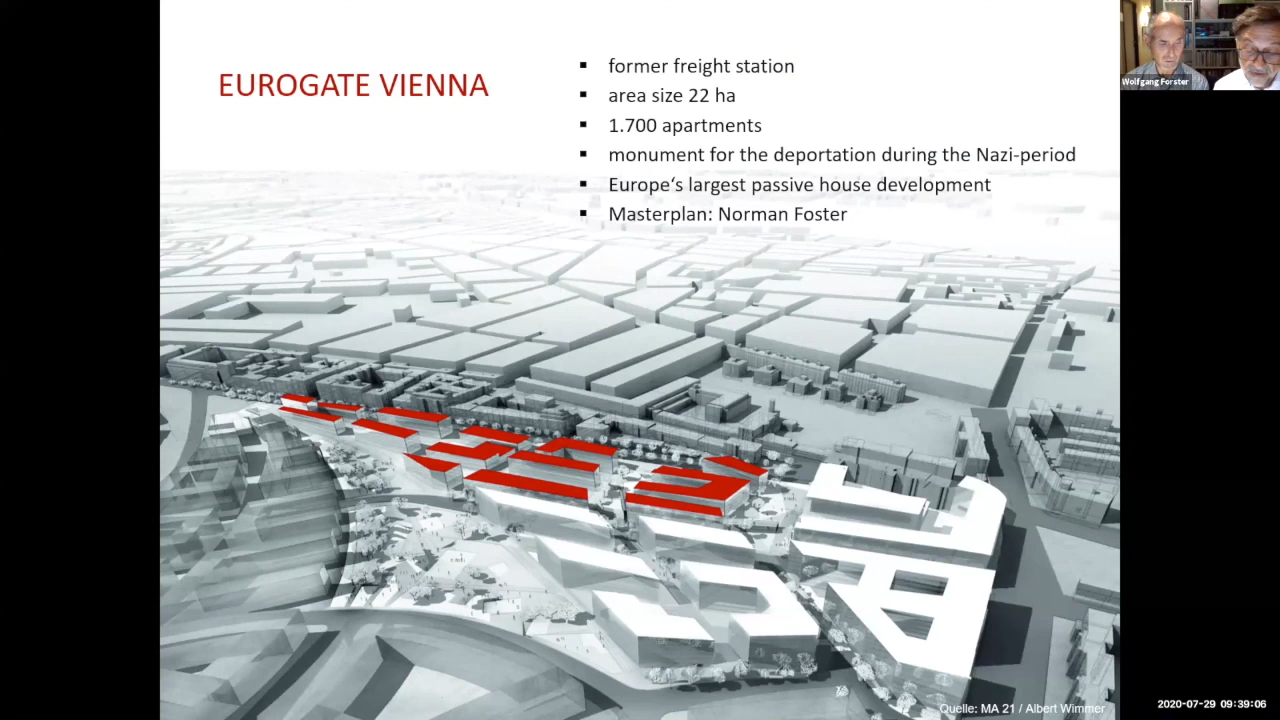 EUROGATE VIENNA
▪ former freight station
▪ area size 22 ha
▪ 1.700 apartments
▪ monument for the deportation during the Nazi-period
▪ Europe‘s largest passive house development
▪ Masterplan: Norman Foster
Wolfgang Forster
Quelle: MA 21 / Albert Wimmer
2020-07-29 09:39:06